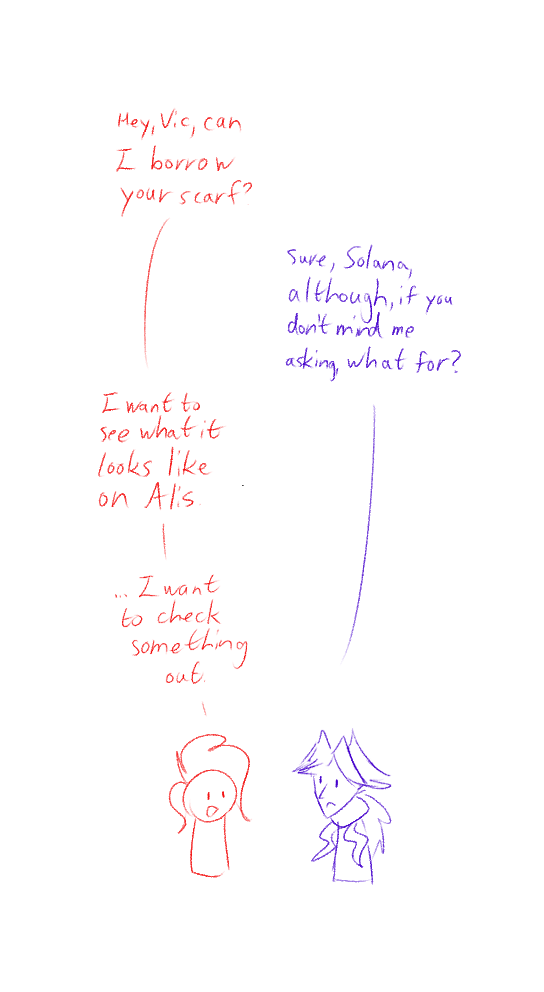 Hey, Vic, can
I borrow
your scarf?
Sure, Solana,
although, if you
don't mind me
asking, what for?
I want to
see what it
looks like
on Alis
... I want
to check
something
out.